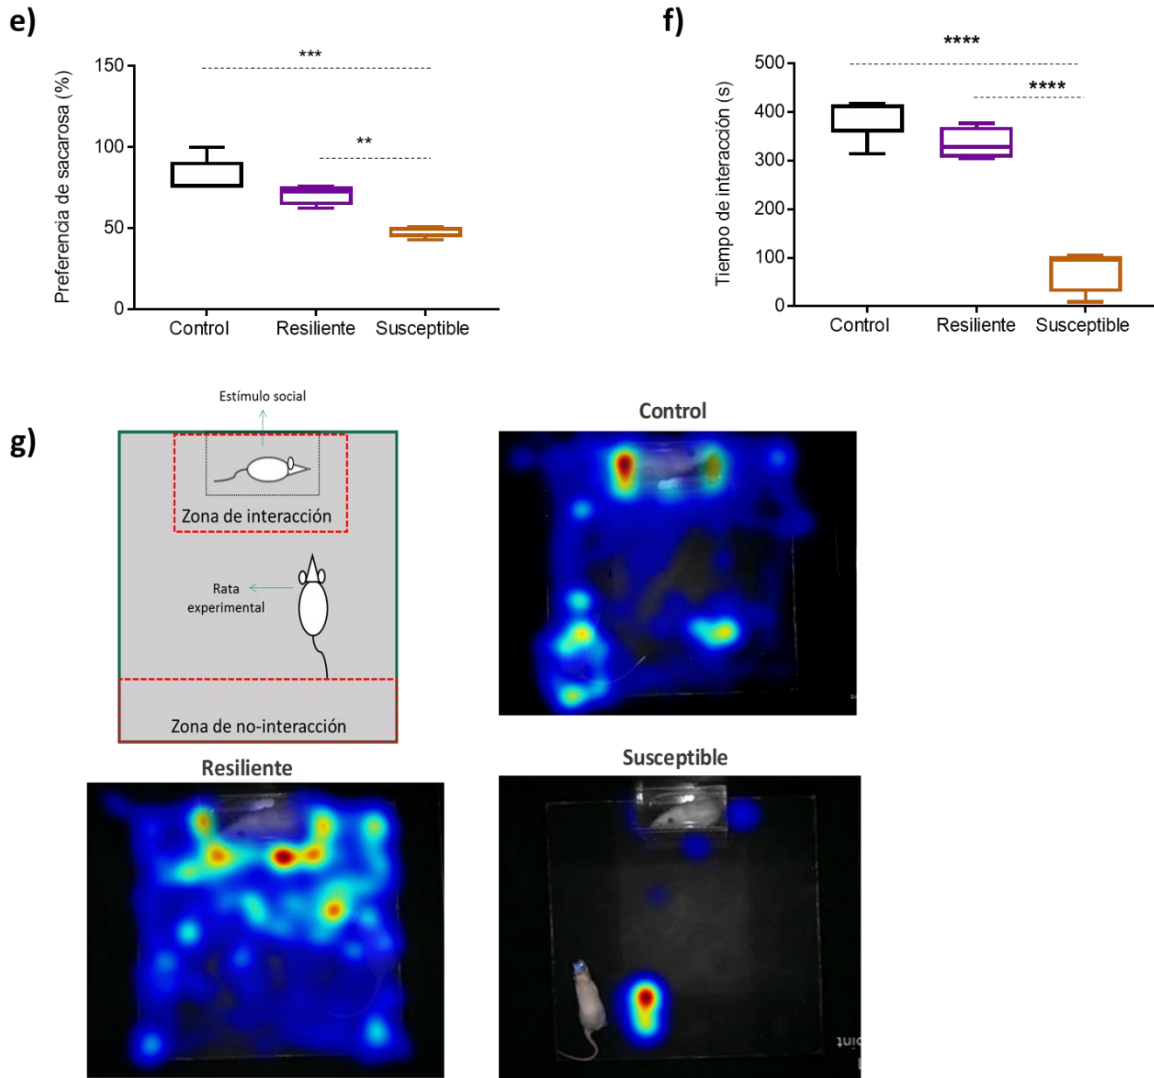 e)
***
150
100
50
0
Preferencia de sacarosa (%)
**
Control Resiliente Susceptible
f)
****
****
500
400
300
200
100
0
Tiempo de interacción (s)
Control Resiliente Susceptible
g)
Estímulo social
Zona de interacción
Rata
experimental
Zona de no-interacción
Control
Resiliente
Susceptible